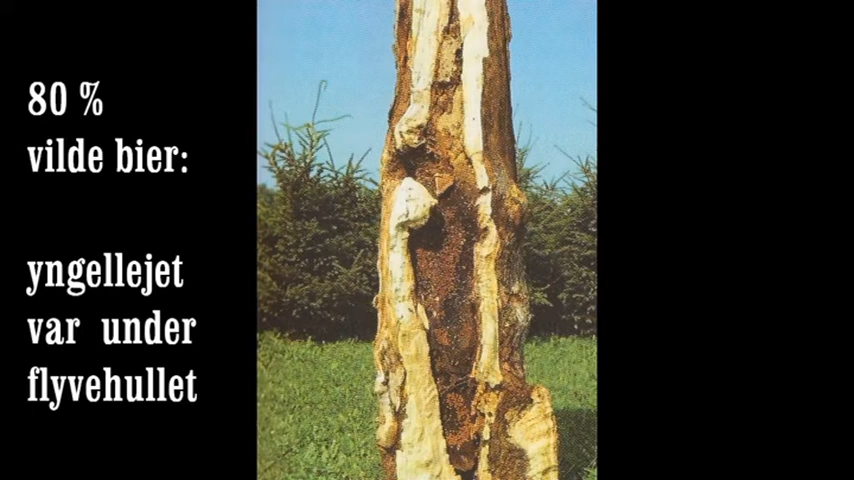 80 %
vilde bier:
yngellejet
var under
flyvehullet